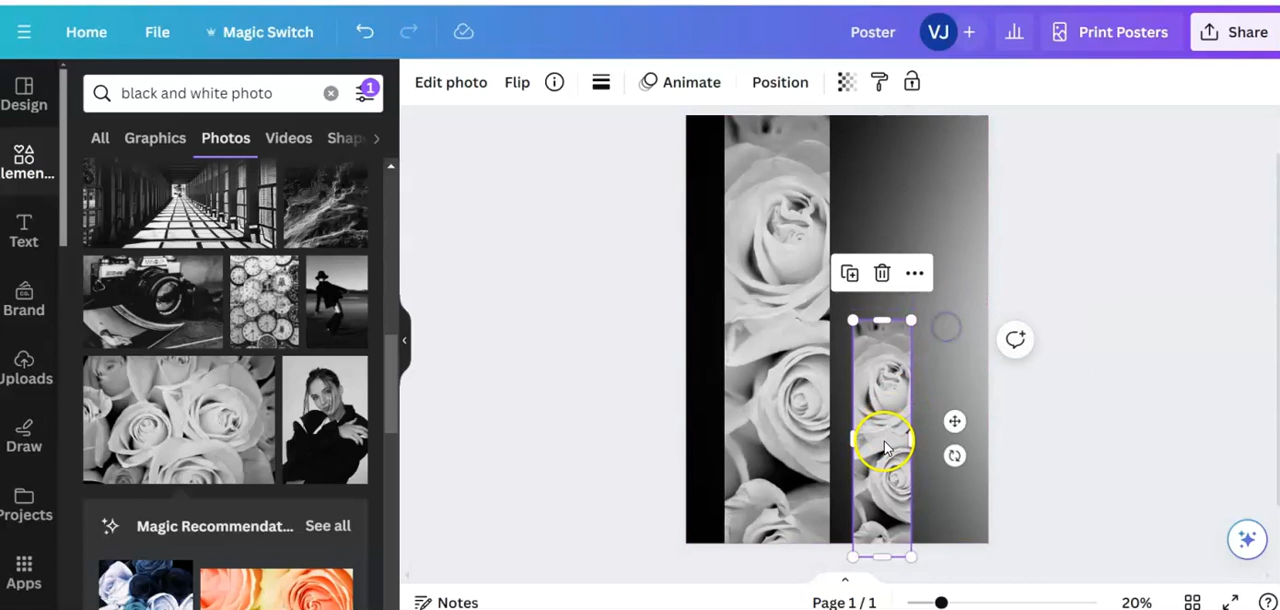 Home File Magic Switch Poster VJ + Print Posters Share
Design
black and white photo 1
Edit photo Flip Animate Position
All Graphics Photos Videos Shap
Elemen...
Text
Brand
Uploads
Draw
Projects
Magic Recommendat... See all
Apps
Notes Page 1 / 1 20%